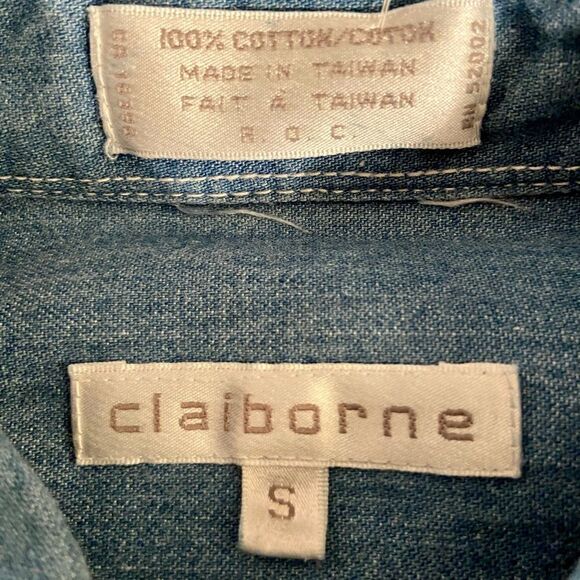 100% COTTON/COTON
MADE IN TAIWAN
FAIT A TAIWAN
R. O. C.
RN 52002
claiborne
S